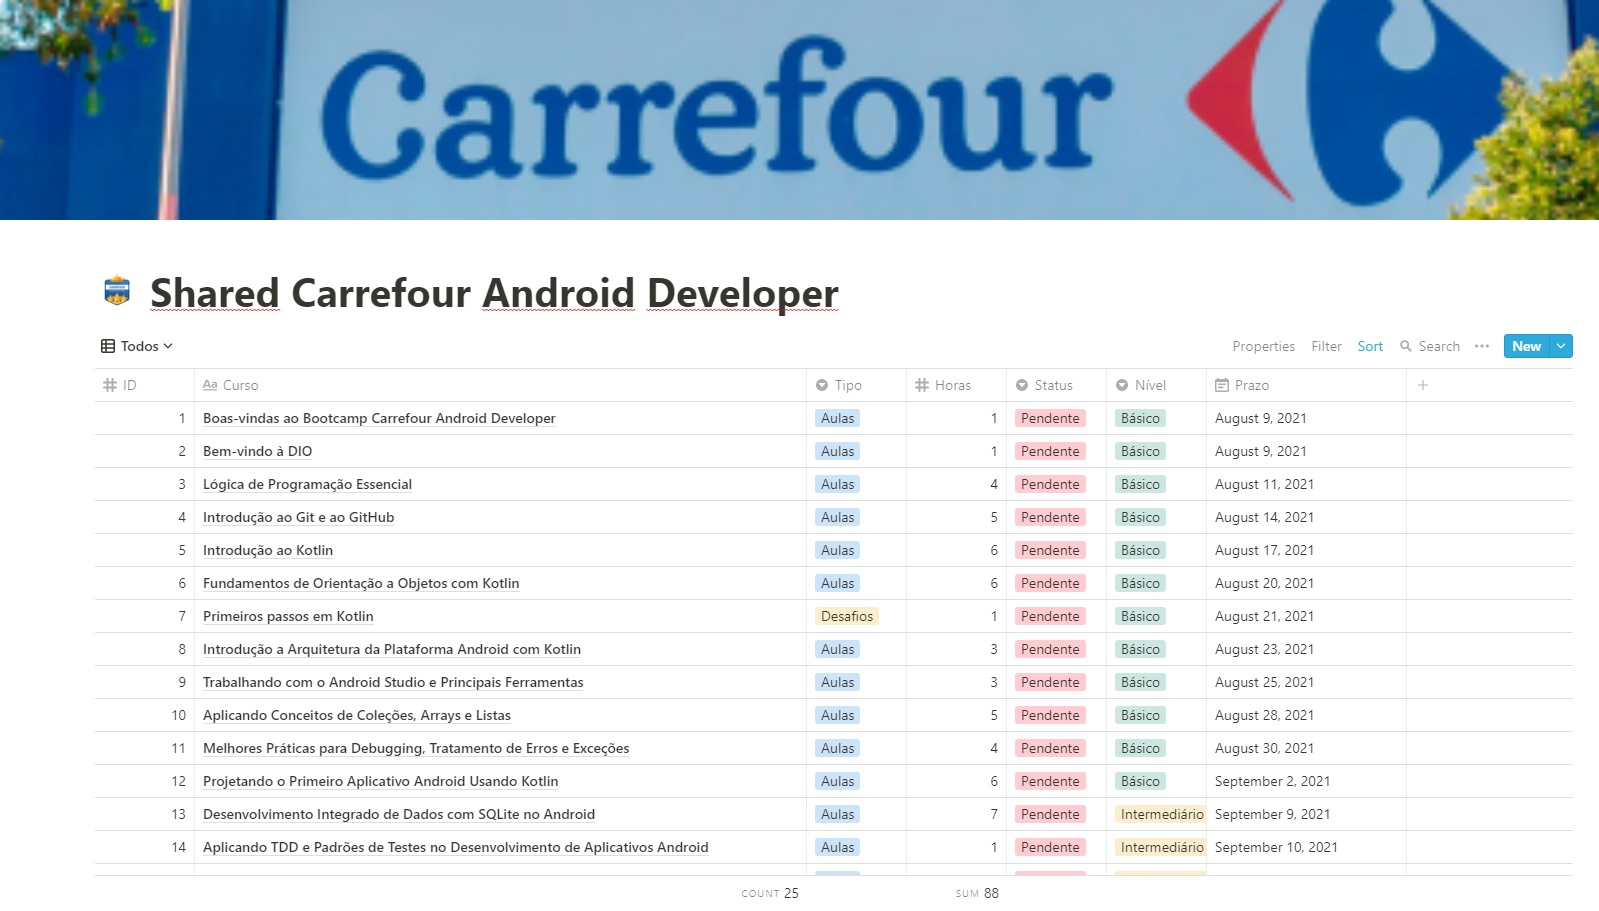 Carrefour
Shared Carrefour Android Developer
Todos Properties Filter Sort Search ••• New
ID Aa Curso Tipo Horas Status Nível Prazo +
1 Boas-vindas ao Bootcamp Carrefour Android Developer Aulas 1 Pendente Básico August 9, 2021
2 Bem-vindo à DIO Aulas 1 Pendente Básico August 9, 2021
3 Lógica de Programação Essencial Aulas 4 Pendente Básico August 11, 2021
4 Introdução ao Git e ao GitHub Aulas 5 Pendente Básico August 14, 2021
5 Introdução ao Kotlin Aulas 6 Pendente Básico August 17, 2021
6 Fundamentos de Orientação a Objetos com Kotlin Aulas 6 Pendente Básico August 20, 2021
7 Primeiros passos em Kotlin Desafios 1 Pendente Básico August 21, 2021
8 Introdução a Arquitetura da Plataforma Android com Kotlin Aulas 3 Pendente Básico August 23, 2021
9 Trabalhando com o Android Studio e Principais Ferramentas Aulas 3 Pendente Básico August 25, 2021
10 Aplicando Conceitos de Coleções, Arrays e Listas Aulas 5 Pendente Básico August 28, 2021
11 Melhores Práticas para Debugging, Tratamento de Erros e Exceções Aulas 4 Pendente Básico August 30, 2021
12 Projetando o Primeiro Aplicativo Android Usando Kotlin Aulas 6 Pendente Básico September 2, 2021
13 Desenvolvimento Integrado de Dados com SQLite no Android Aulas 7 Pendente Intermediário September 9, 2021
14 Aplicando TDD e Padrões de Testes no Desenvolvimento de Aplicativos Android Aulas 1 Pendente Intermediário September 10, 2021
COUNT 25 SUM 88